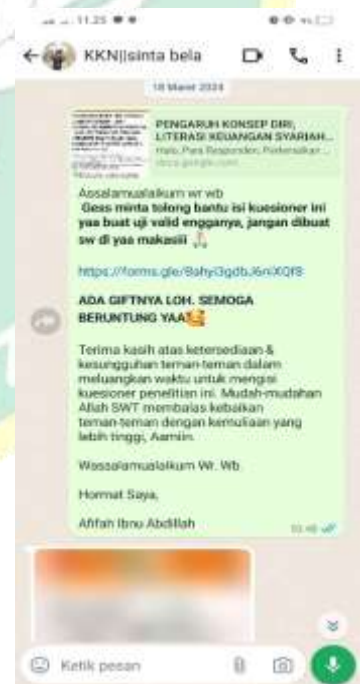 11.25
KKN||sinta bela
18 Maret 2024
PENGARUH KONSEP DIRI,
LITERASI KEUANGAN SYARIAH...
Halo, Para Responden, Perkenalkan ...
docs.google.com
Assalamualaikum wr wb
Gess minta tolong bantu isi kuesioner ini
yaa buat uji valid engganya, jangan dibuat
sw di yaa makasiii
ADA GIFTNYA LOH. SEMOGA
BERUNTUNG YAA
Terima kasih atas ketersediaan &
kesungguhan teman-teman dalam
meluangkan waktu untuk mengisi
kuesioner penelitian ini. Mudah-mudahan
Allah SWT membalas kebaikan
teman-teman dengan kemuliaan yang
lebih tinggi, Aamiin.
Wassalamualaikum Wr. Wb.
Hormat Saya,
Afifah Ibnu Abdillah
Ketik pesan